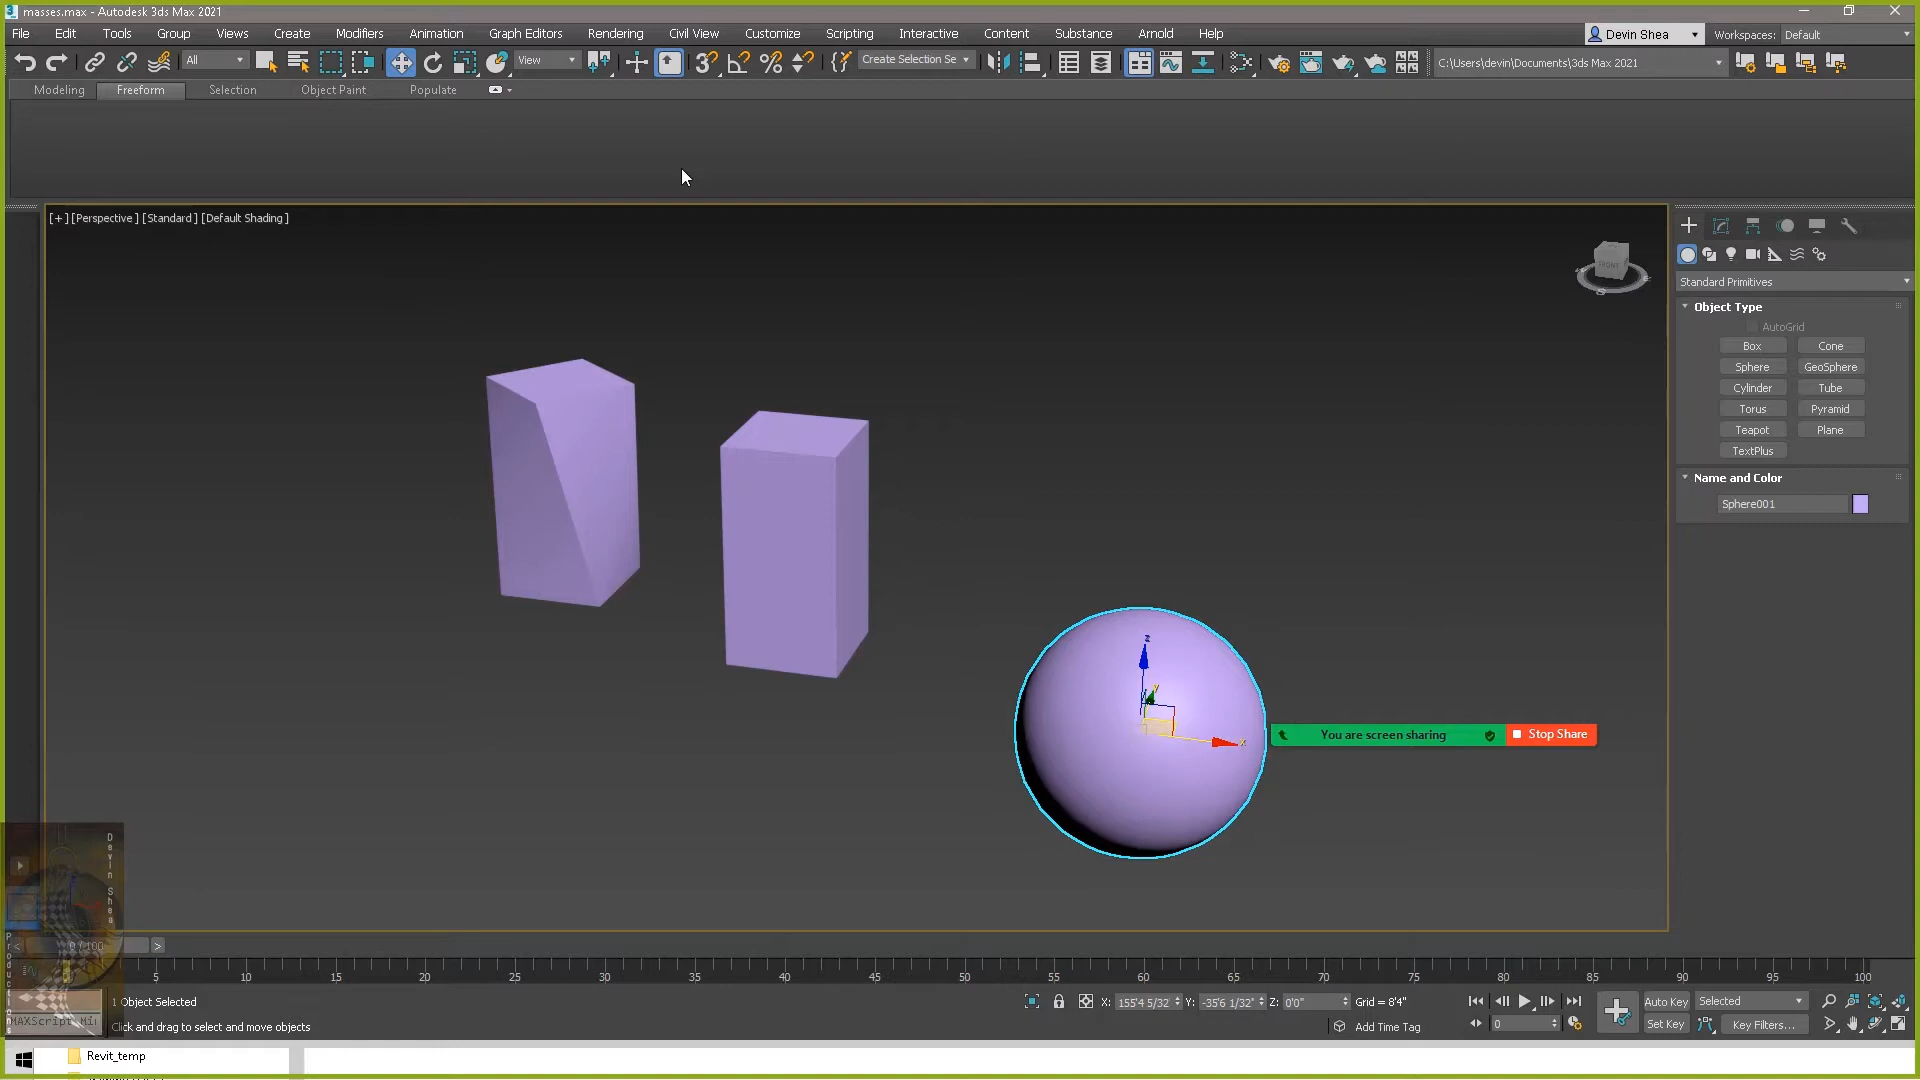 masses.max - Autodesk 3ds Max 2021
File Edit Tools Group Views Create Modifiers Animation Graph Editors Rendering Civil View Customize Scripting Interactive Content Substance Arnold Help Devin Shea Workspaces: Default
All View Create Selection Se C:\Users\devin\Documents\3ds Max 2021
Modeling Freeform Selection Object Paint Populate
[+] [Perspective] [Standard] [Default Shading]
FRONT
S
Standard Primitives
Object Type
AutoGrid
Box Cone
Sphere GeoSphere
Cylinder Tube
Torus Pyramid
Teapot Plane
TextPlus
Name and Color
Sphere001
z
y
x
You are screen sharing Stop Share
Devin Shea
0 / 100
5 10 15 20 25 30 35 40 45 50 55 60 65 70 75 80 85 90 95 100
1 Object Selected X: 155'4 5/32" Y: -35'6 1/32" Z: 0'0" Grid = 8'4" Auto Key Selected
MAXScript Mi Click and drag to select and move objects Add Time Tag 0 Set Key Key Filters...
Revit_temp